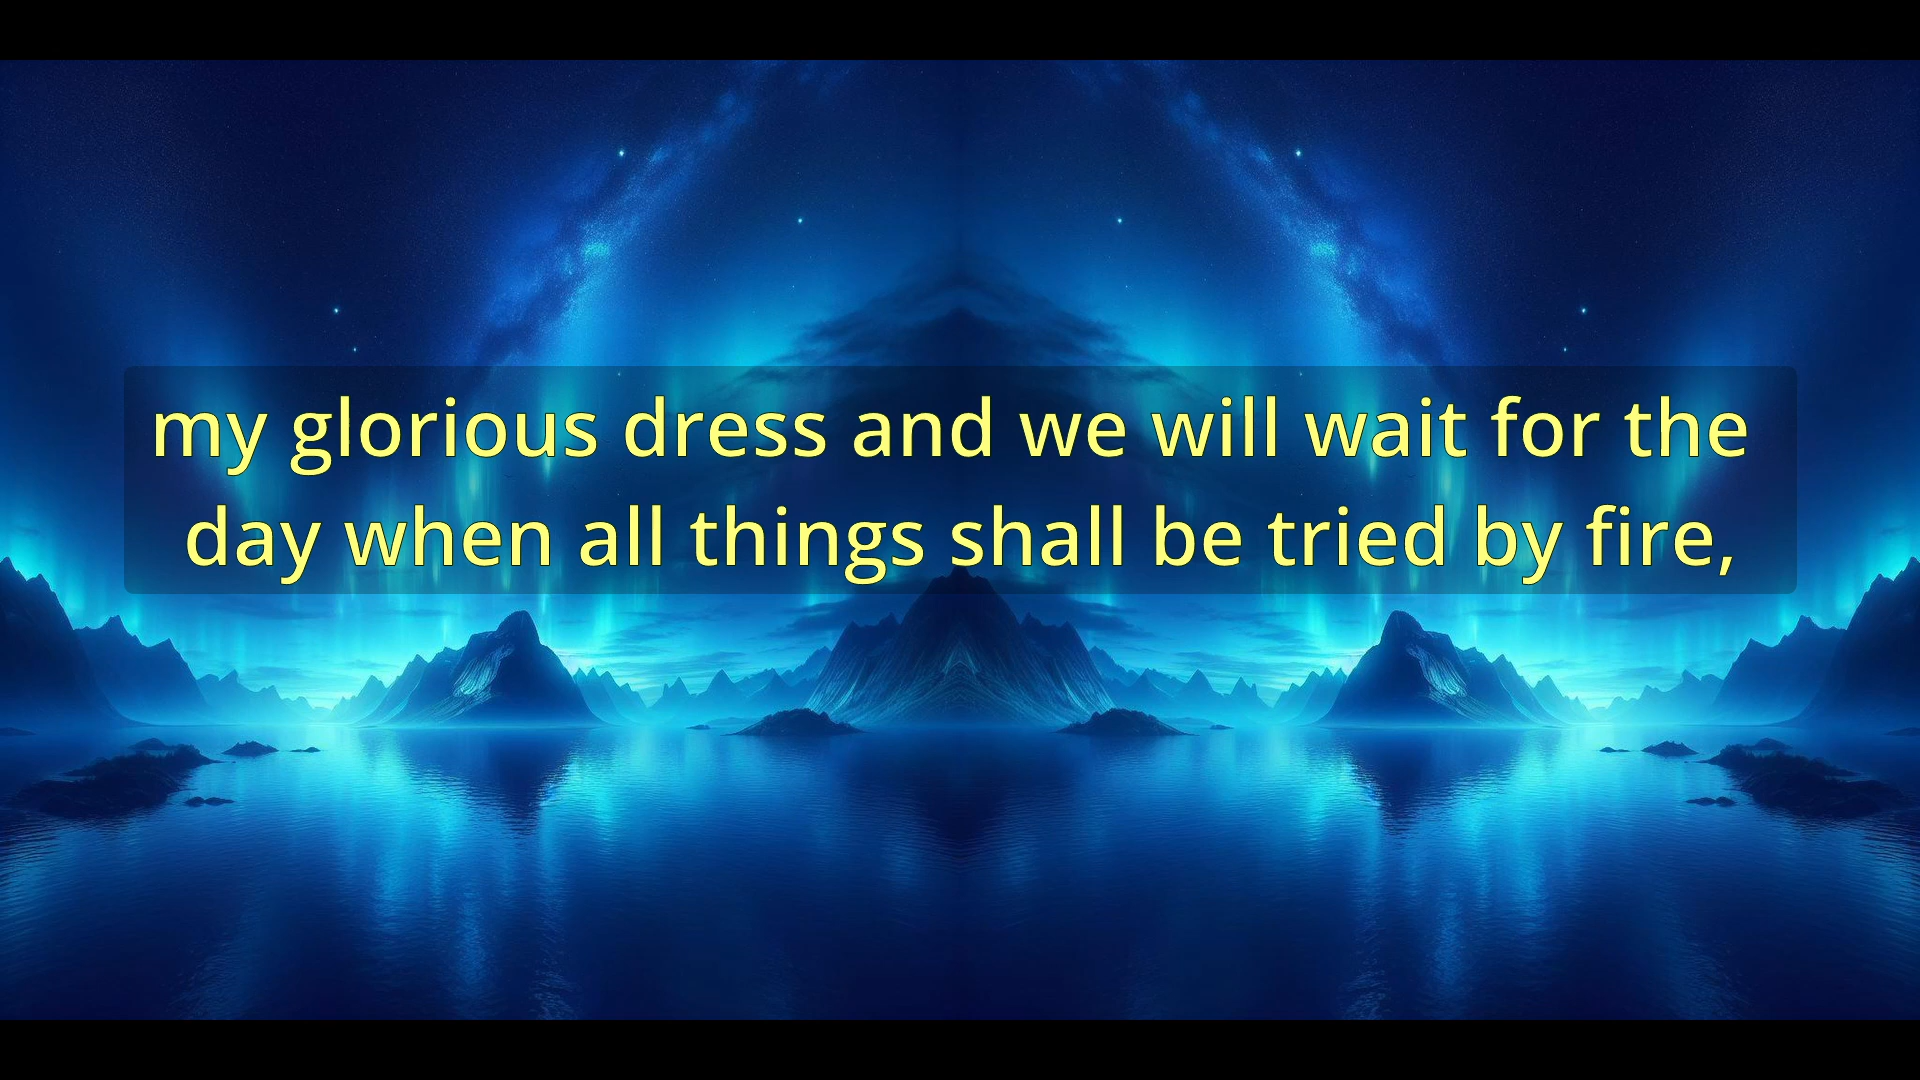 my glorious dress and we will wait for the
day when all things shall be tried by fire,